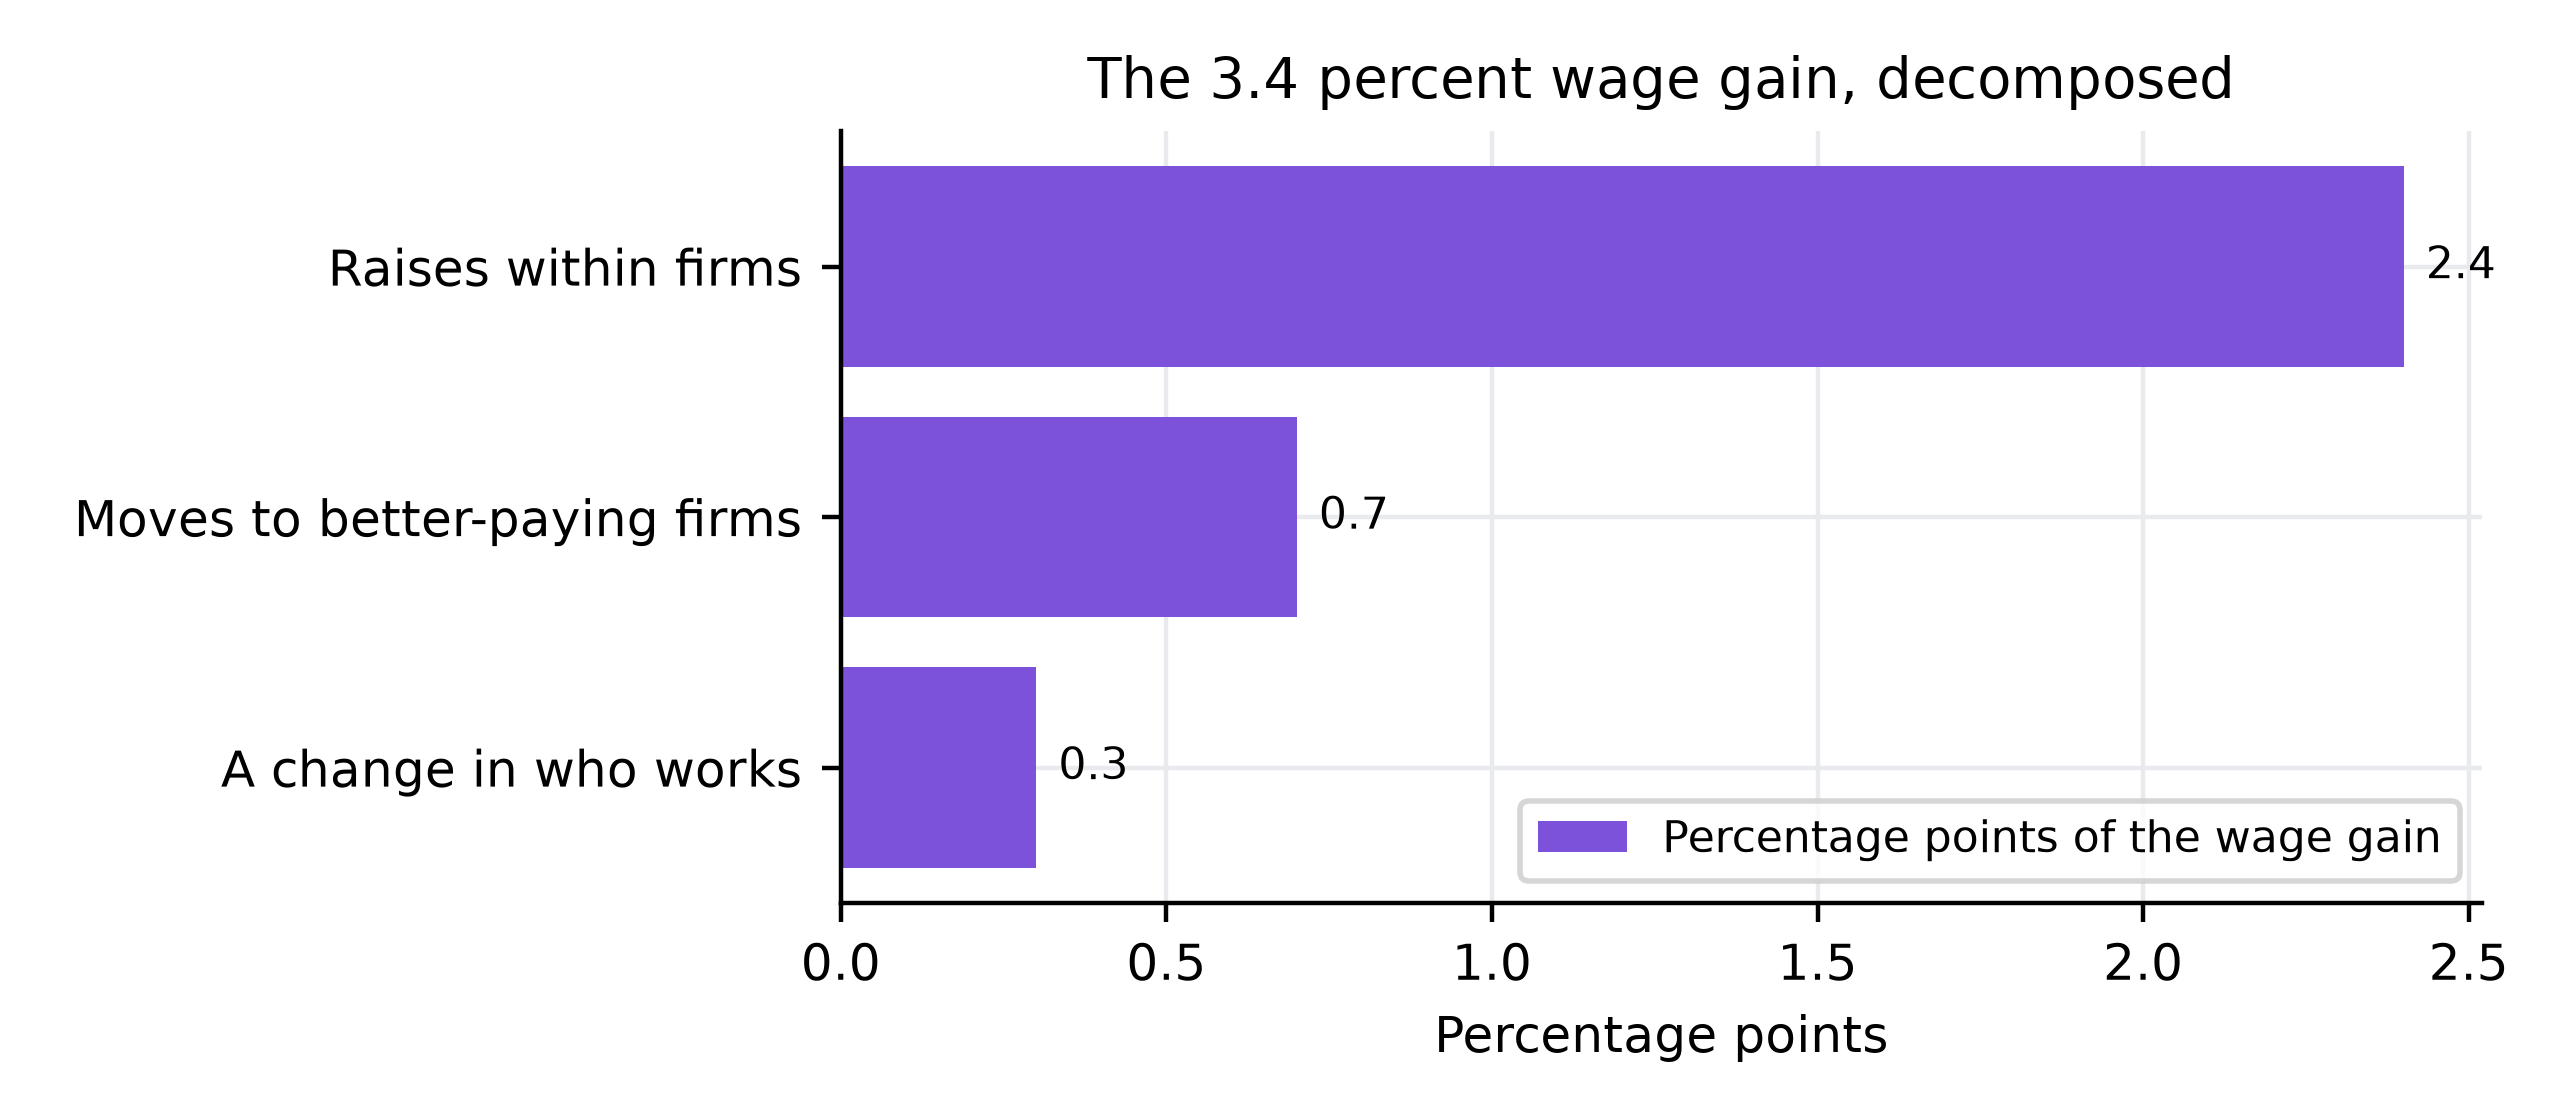 The 3.4 percent wage gain, decomposed
Raises within firms
2.4
Moves to better-paying firms
0.7
A change in who works
0.3
Percentage points of the wage gain
0.0 0.5 1.0 1.5 2.0 2.5
Percentage points